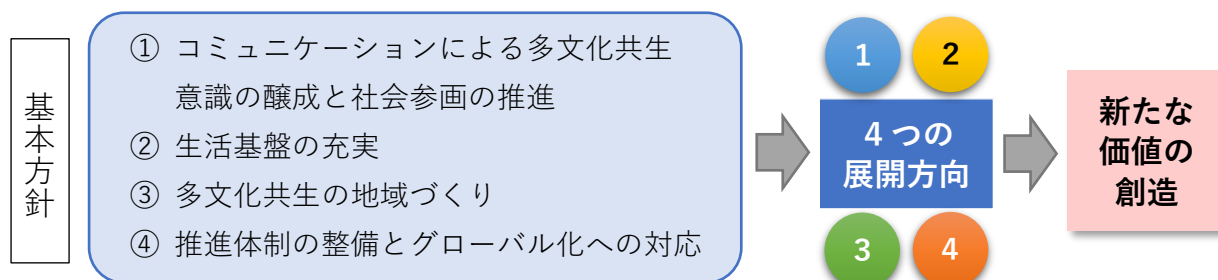 基本方針
① コミュニケーションによる多文化共生
意識の醸成と社会参画の推進
② 生活基盤の充実
③ 多文化共生の地域づくり
④ 推進体制の整備とグローバル化への対応
1
2
4つの
展開方向
3
4
新たな
価値の
創造